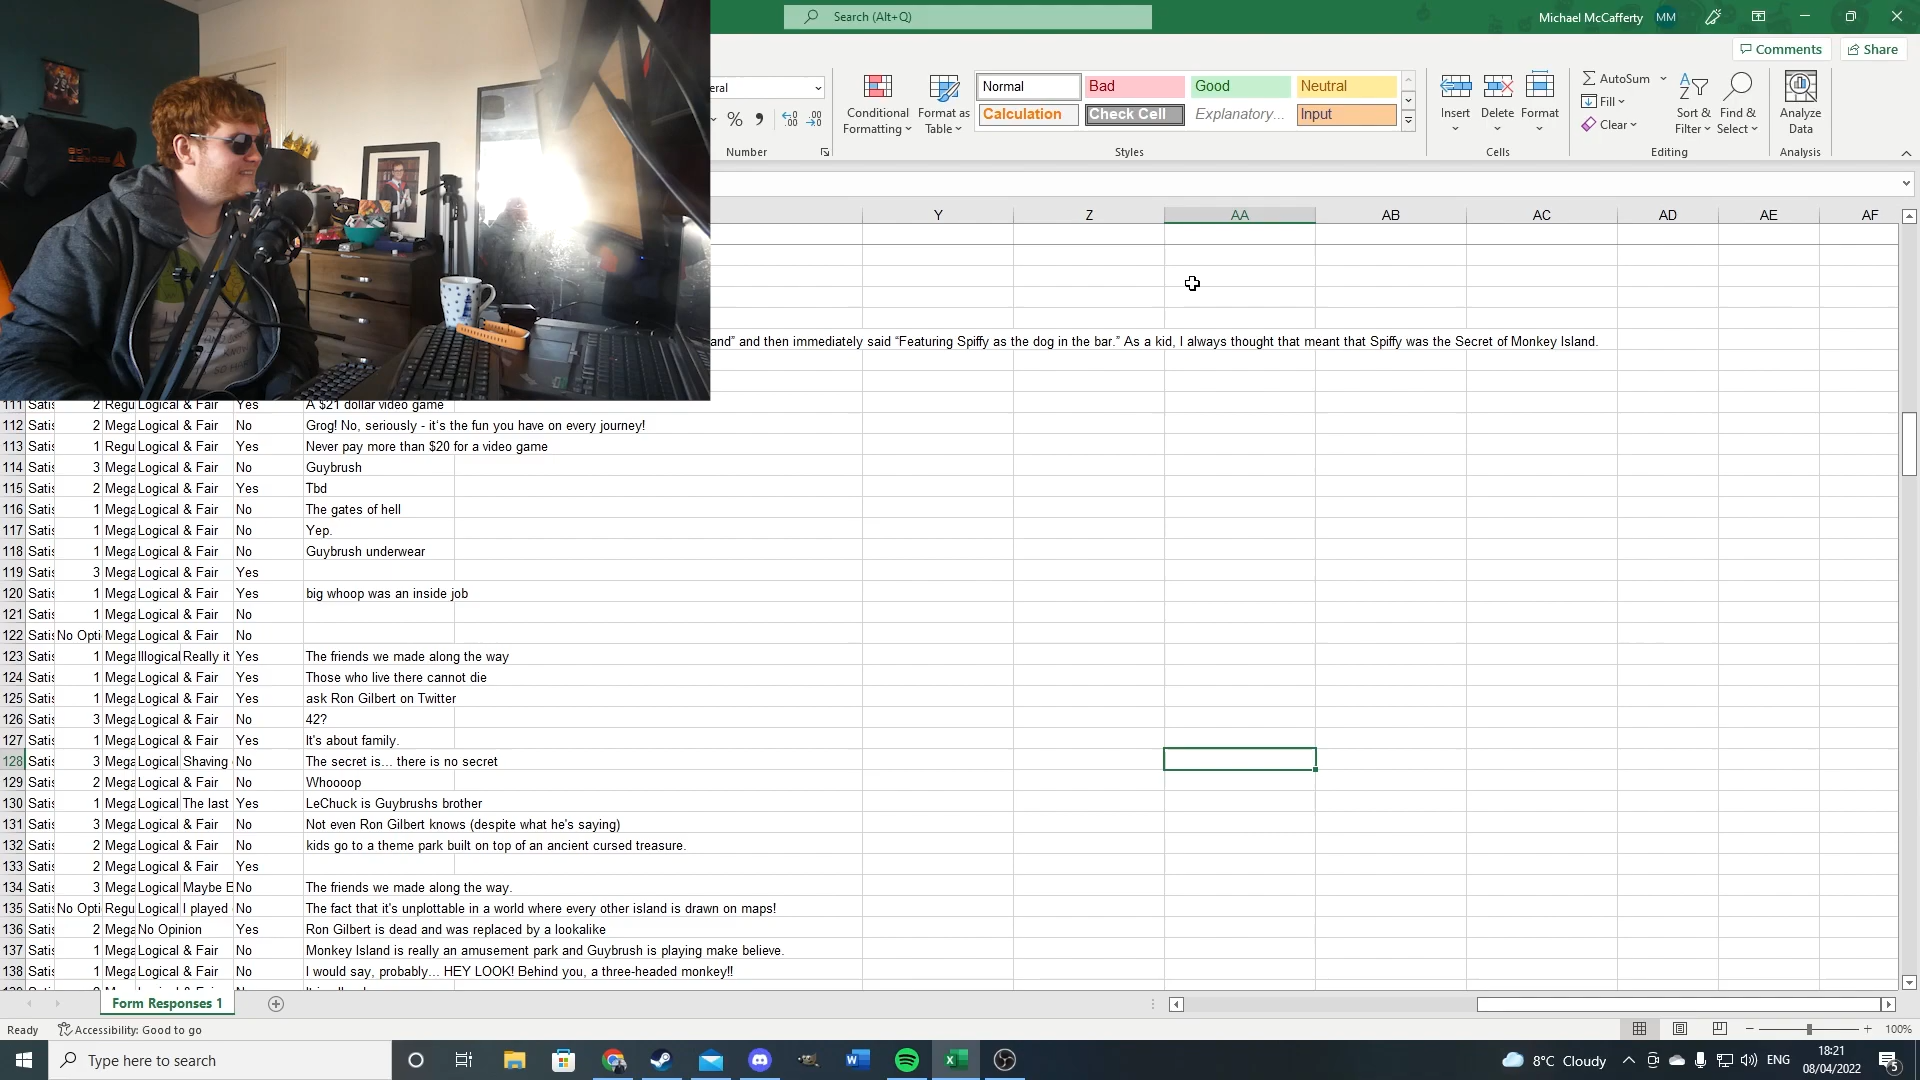 Search (Alt+Q)
Michael McCafferty MM
Comments Share
eral
Normal Bad Good Neutral
Calculation Check Cell Explanatory... Input
Conditional Formatting
Format as Table
Insert Delete Format
AutoSum
Fill
Clear
Sort & Filter
Find & Select
Analyze Data
Number Styles Cells Editing Analysis
Y Z AA AB AC AD AE AF
and” and then immediately said “Featuring Spiffy as the dog in the bar.” As a kid, I always thought that meant that Spiffy was the Secret of Monkey Island.
111 Satis 2 Regu Logical & Fair Yes A $21 dollar video game
112 Satis 2 Mega Logical & Fair No Grog! No, seriously - it's the fun you have on every journey!
113 Satis 1 Regu Logical & Fair Yes Never pay more than $20 for a video game
114 Satis 3 Mega Logical & Fair No Guybrush
115 Satis 2 Mega Logical & Fair Yes Tbd
116 Satis 1 Mega Logical & Fair No The gates of hell
117 Satis 1 Mega Logical & Fair No Yep.
118 Satis 1 Mega Logical & Fair No Guybrush underwear
119 Satis 3 Mega Logical & Fair Yes
120 Satis 1 Mega Logical & Fair Yes big whoop was an inside job
121 Satis 1 Mega Logical & Fair No
122 Satis No Opti Mega Logical & Fair No
123 Satis 1 Mega Illogical Really it Yes The friends we made along the way
124 Satis 1 Mega Logical & Fair Yes Those who live there cannot die
125 Satis 1 Mega Logical & Fair Yes ask Ron Gilbert on Twitter
126 Satis 3 Mega Logical & Fair No 42?
127 Satis 1 Mega Logical & Fair Yes It's about family.
128 Satis 3 Mega Logical Shaving No The secret is... there is no secret
129 Satis 2 Mega Logical & Fair No Whoooop
130 Satis 1 Mega Logical The last Yes LeChuck is Guybrushs brother
131 Satis 3 Mega Logical & Fair No Not even Ron Gilbert knows (despite what he's saying)
132 Satis 2 Mega Logical & Fair No kids go to a theme park built on top of an ancient cursed treasure.
133 Satis 2 Mega Logical & Fair Yes
134 Satis 3 Mega Logical Maybe E No The friends we made along the way.
135 Satis No Opti Regu Logical I played No The fact that it's unplottable in a world where every other island is drawn on maps!
136 Satis 2 Mega No Opinion Yes Ron Gilbert is dead and was replaced by a lookalike
137 Satis 1 Mega Logical & Fair No Monkey Island is really an amusement park and Guybrush is playing make believe.
138 Satis 1 Mega Logical & Fair No I would say, probably... HEY LOOK! Behind you, a three-headed monkey!!
Form Responses 1
Ready Accessibility: Good to go 100%
Type here to search
8°C Cloudy ENG 18:21
08/04/2022 5